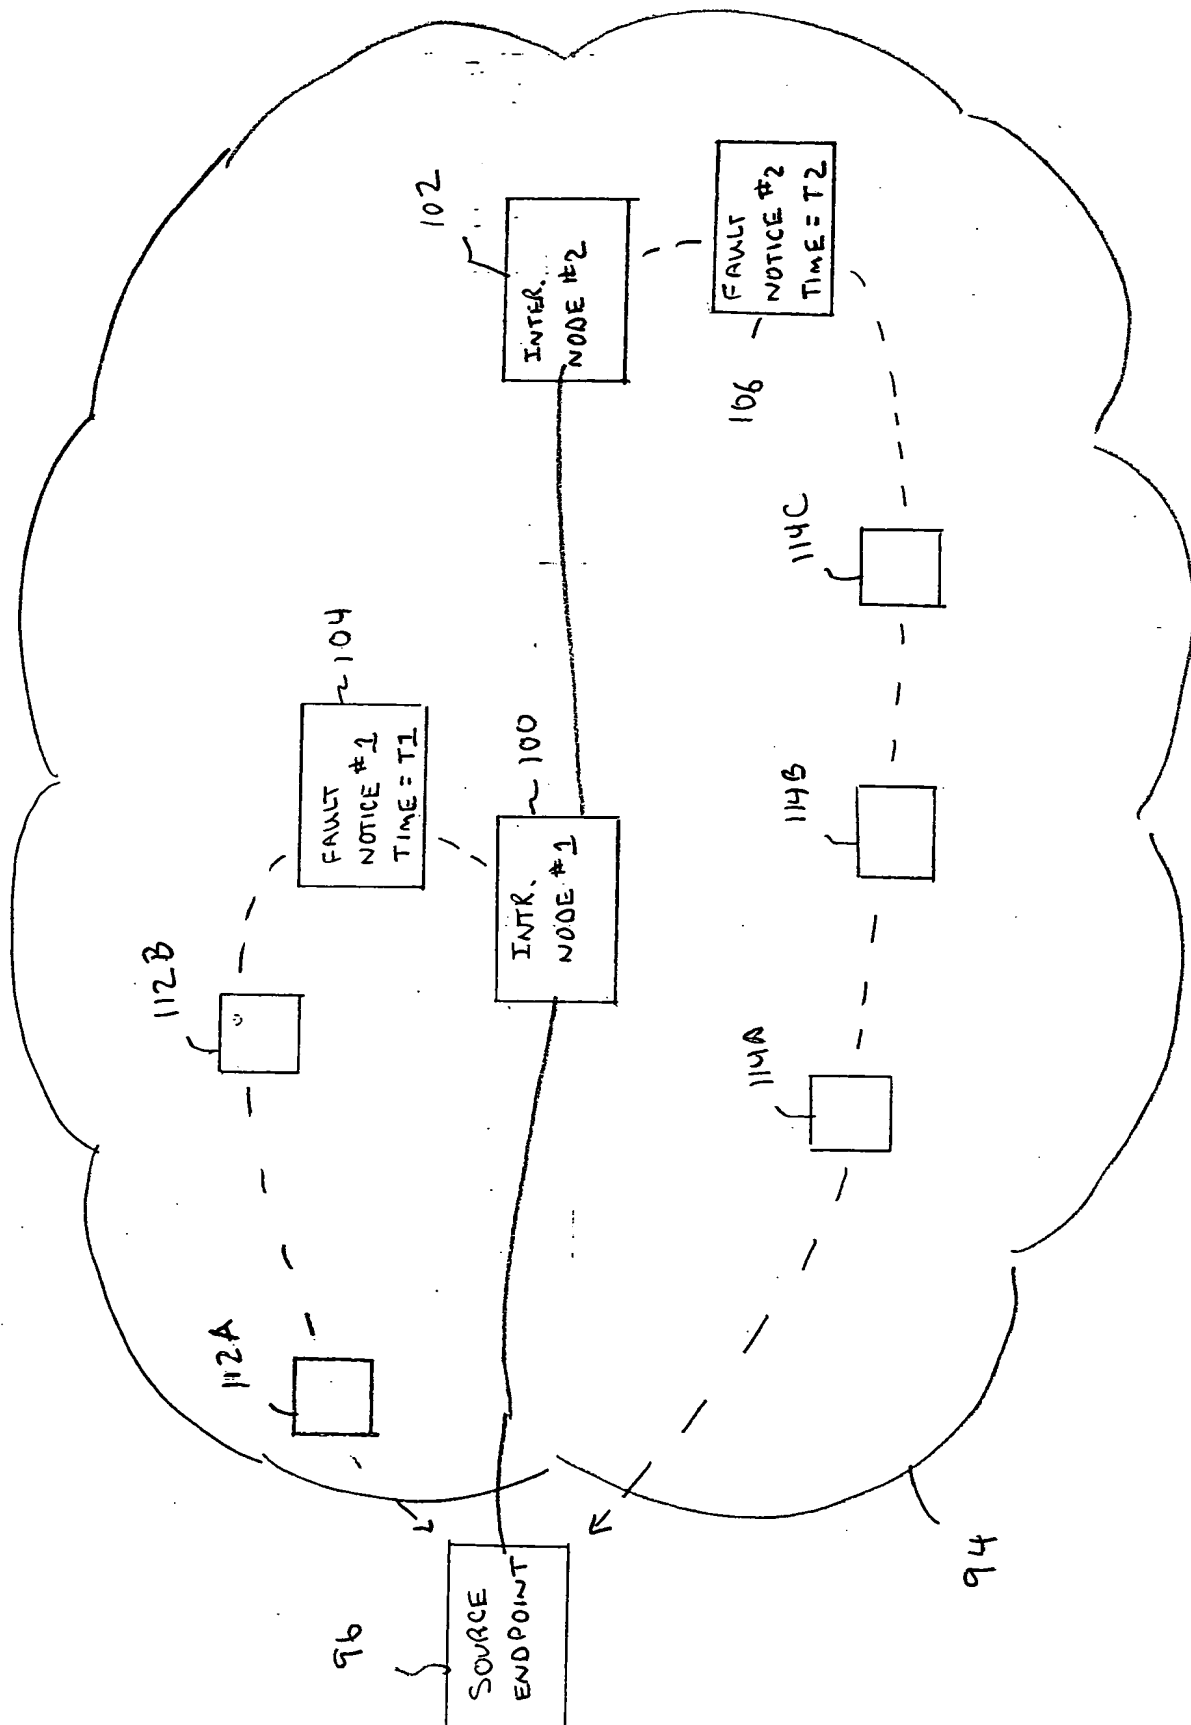 102
INTER.
NODE #2
FAULT
NOTICE #2
TIME = T2
106
104
FAULT
NOTICE #1
TIME = T1
100
INTR.
NODE #1
112B
112A
114C
114B
114A
96
SOURCE
ENDPOINT
94